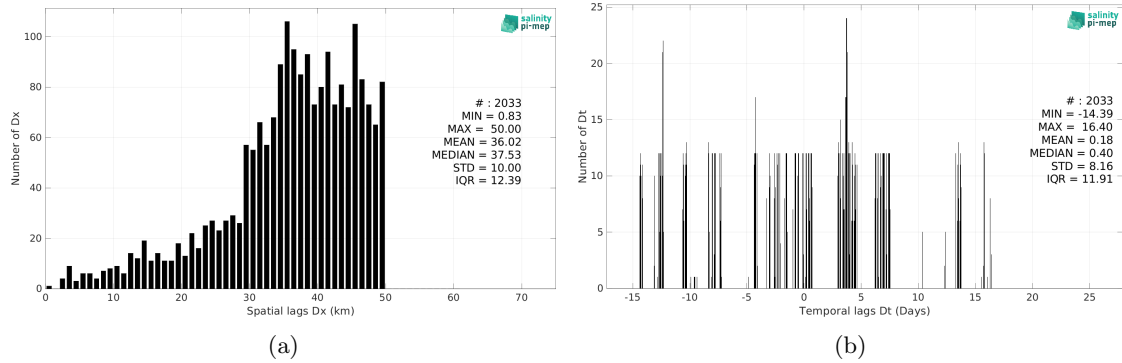 salinity
pi-mep
100
80
60
40
20
0
Number of Dx
# : 2033
MIN = 0.83
MAX = 50.00
MEAN = 36.02
MEDIAN = 37.53
STD = 10.00
IQR = 12.39
0 10 20 30 40 50 60 70
Spatial lags Dx (km)
(a)
salinity
pi-mep
25
20
15
10
5
0
Number of Dt
# : 2033
MIN = -14.39
MAX = 16.40
MEAN = 0.18
MEDIAN = 0.40
STD = 8.16
IQR = 11.91
-15 -10 -5 0 5 10 15 20 25
Temporal lags Dt (Days)
(b)